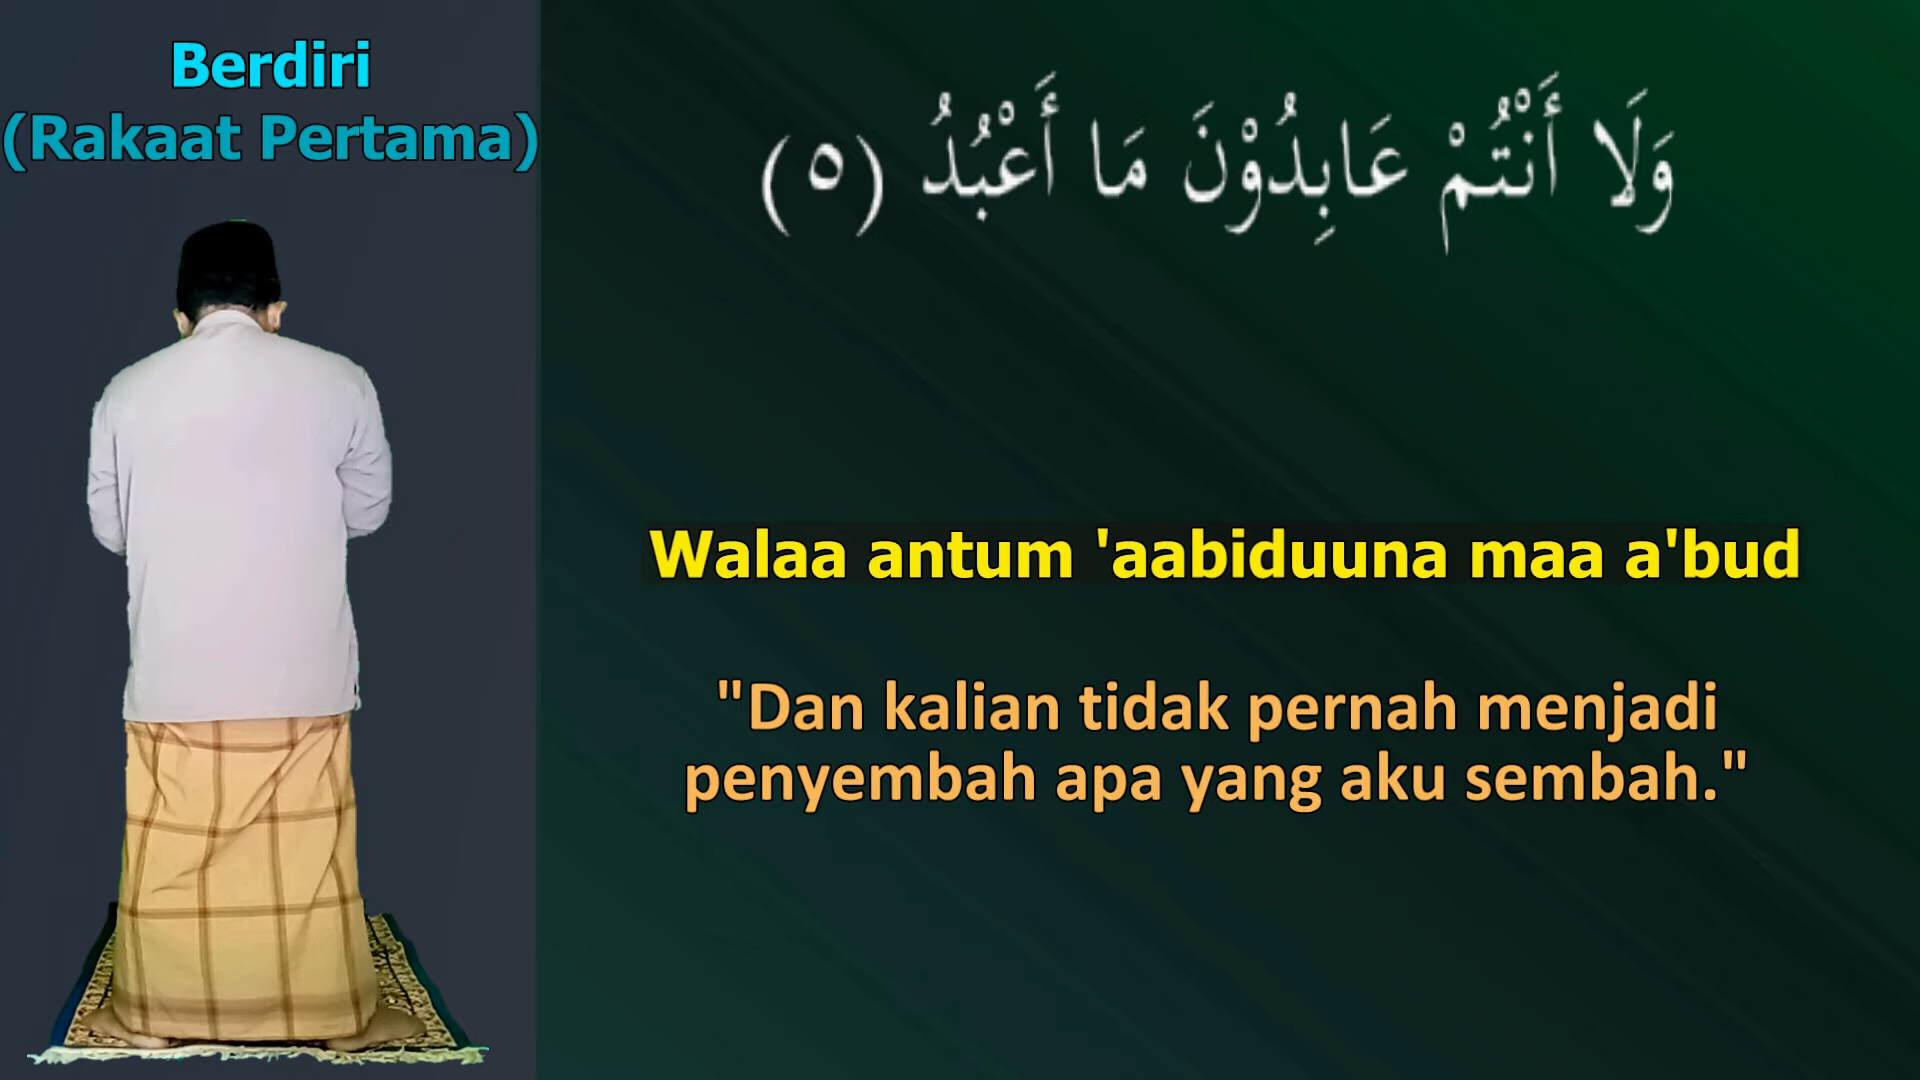 Berdiri
(Rakaat Pertama)
وَلَا أَنْتُمْ عَابِدُوْنَ مَا أَعْبُدُ (٥)
Walaa antum 'aabiduuna maa a'bud
"Dan kalian tidak pernah menjadi
penyembah apa yang aku sembah."